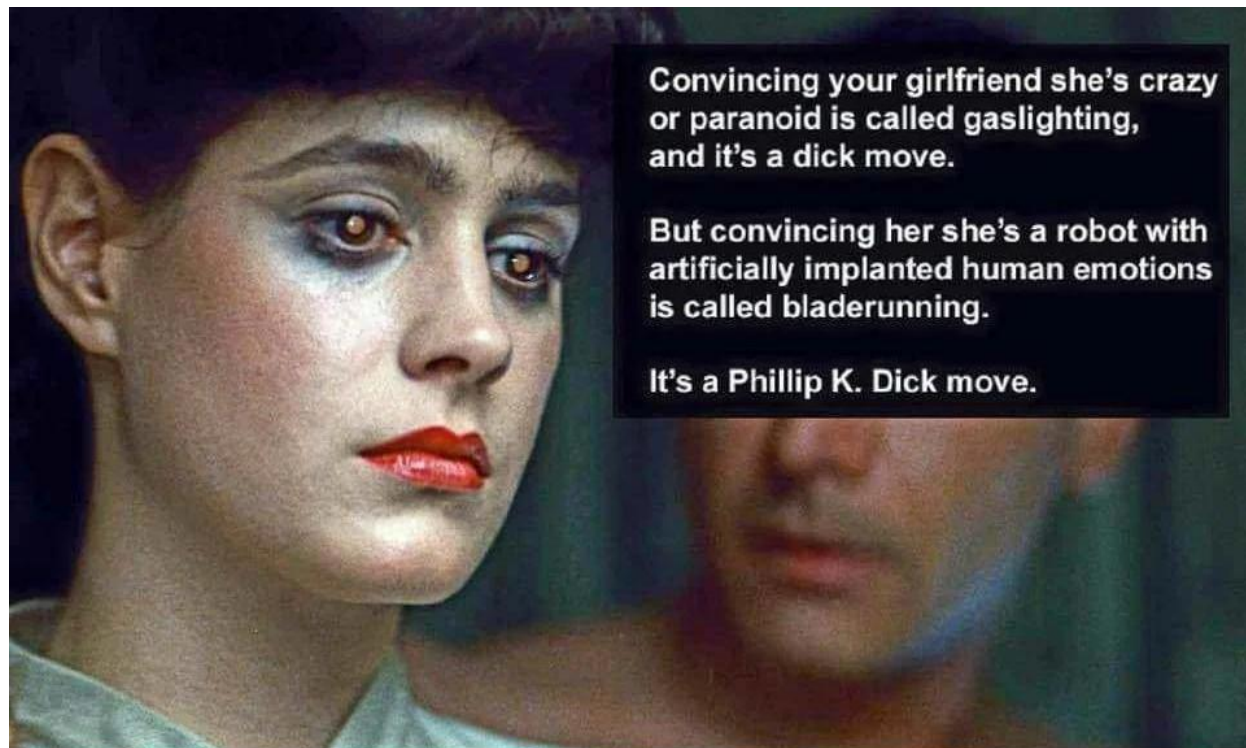 Convincing your girlfriend she's crazy
or paranoid is called gaslighting,
and it's a dick move.
But convincing her she's a robot with
artificially implanted human emotions
is called bladerunning.
It's a Phillip K. Dick move.